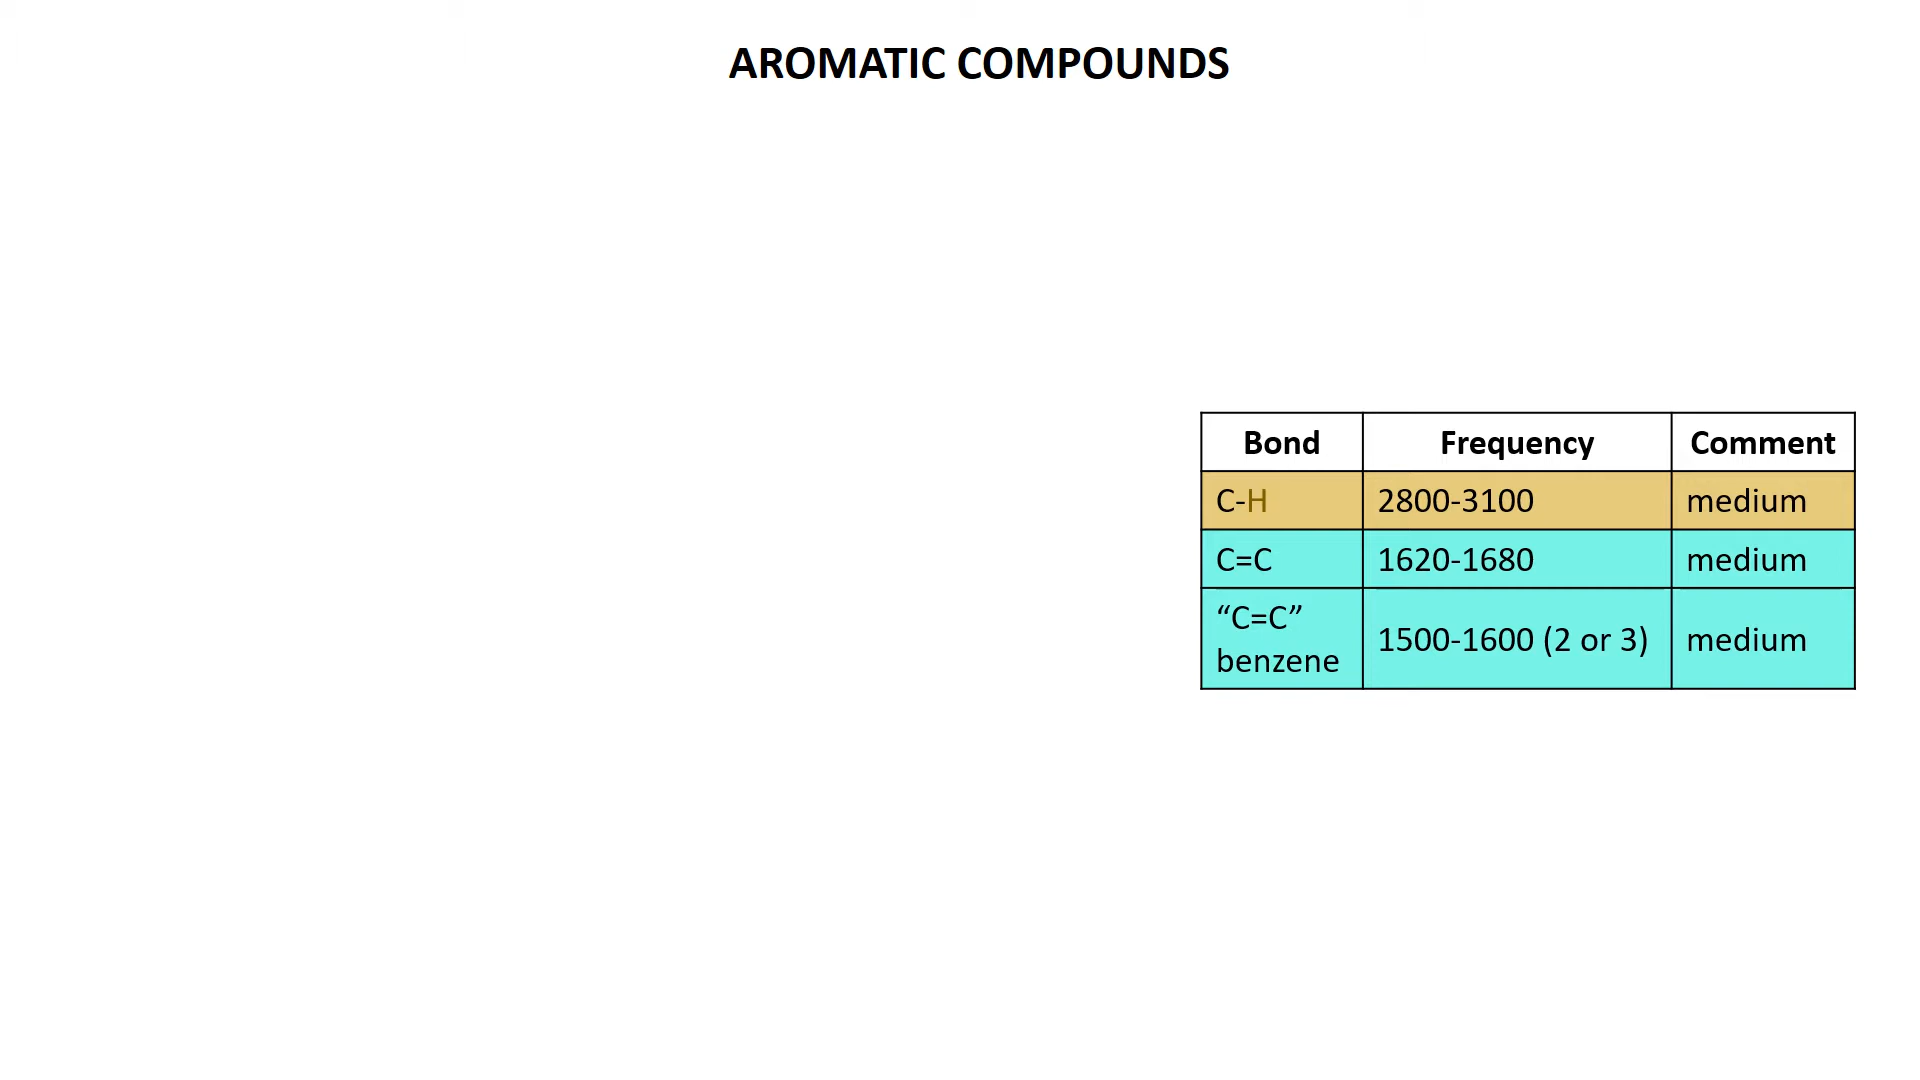 AROMATIC COMPOUNDS
Bond Frequency Comment
C-H 2800-3100 medium
C=C 1620-1680 medium
“C=C” benzene 1500-1600 (2 or 3) medium